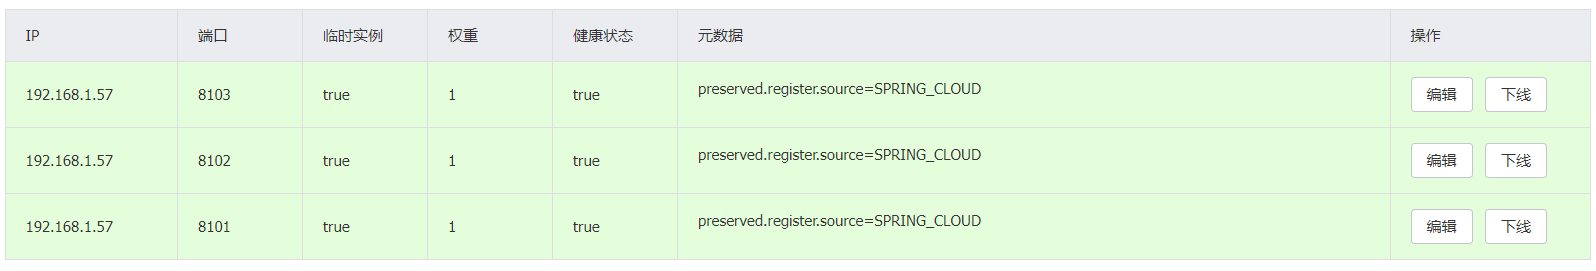 IP 端口 临时实例 权重 健康状态 元数据 操作
192.168.1.57 8103 true 1 true preserved.register.source=SPRING_CLOUD 编辑 下线
192.168.1.57 8102 true 1 true preserved.register.source=SPRING_CLOUD 编辑 下线
192.168.1.57 8101 true 1 true preserved.register.source=SPRING_CLOUD 编辑 下线